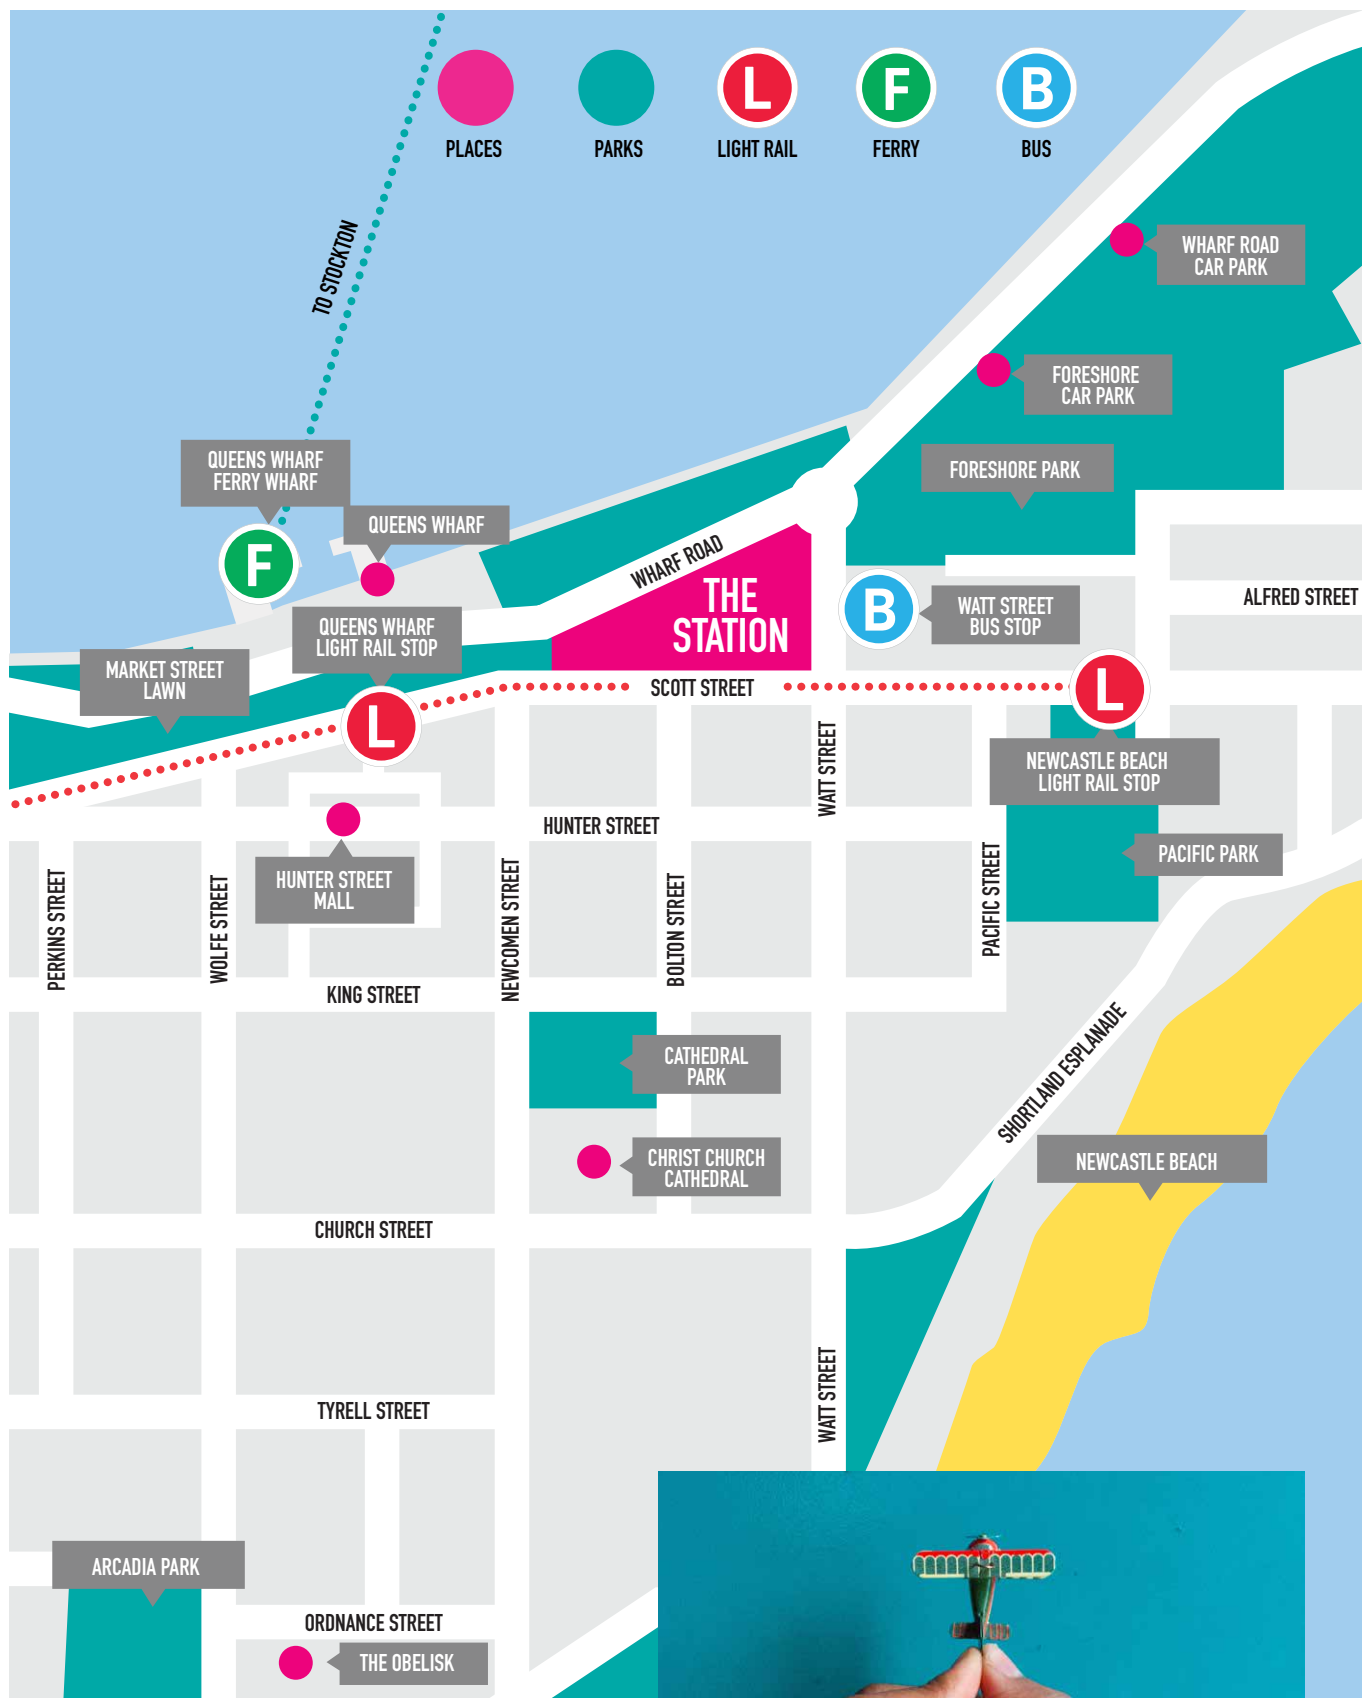 L
F
B
PLACES
PARKS
LIGHT RAIL
FERRY
BUS
TO STOCKTON
WHARF ROAD
CAR PARK
FORESHORE
CAR PARK
QUEENS WHARF
FERRY WHARF
FORESHORE PARK
QUEENS WHARF
F
WHARF ROAD
THE
STATION
B
WATT STREET
BUS STOP
ALFRED STREET
QUEENS WHARF
LIGHT RAIL STOP
MARKET STREET
LAWN
L
SCOTT STREET
L
NEWCASTLE BEACH
LIGHT RAIL STOP
WATT STREET
HUNTER STREET
PACIFIC PARK
HUNTER STREET
MALL
PERKINS STREET
WOLFE STREET
NEWCOMEN STREET
BOLTON STREET
PACIFIC STREET
KING STREET
CATHEDRAL
PARK
SHORTLAND ESPLANADE
CHRIST CHURCH
CATHEDRAL
NEWCASTLE BEACH
CHURCH STREET
WATT STREET
TYRELL STREET
ARCADIA PARK
ORDNANCE STREET
THE OBELISK